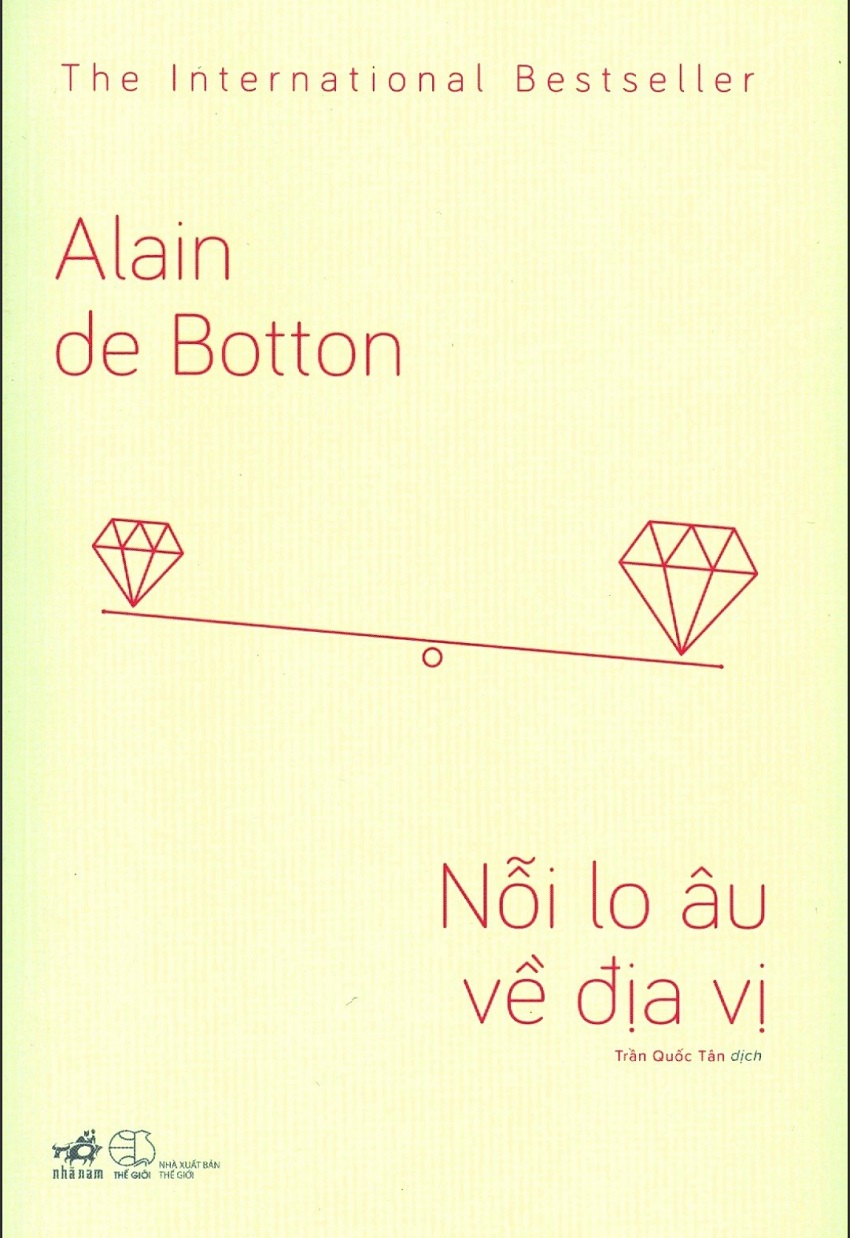 The International Bestseller
Alain
de Botton
Nỗi lo âu
về địa vị
Trần Quốc Tân dịch
nhã nam
THẾ GIỚI
NHÀ XUẤT BẢN
THẾ GIỚI